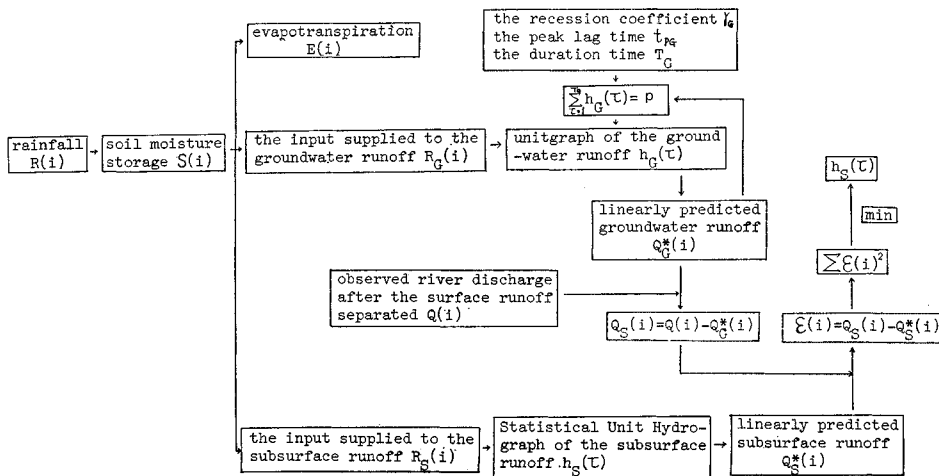 the recession coefficient γG
the peak lag time tPG
the duration time TG
evapotranspiration
E(i)
TG
∑ hG(τ)= p
τ=1
rainfall
R(i)
soil moisture
storage S(i)
the input supplied to the
groundwater runoff RG(i)
unitgraph of the ground
-water runoff hG(τ)
hS(τ)
min
linearly predicted
groundwater runoff
Q*G(i)
∑ε(i)²
observed river discharge
after the surface runoff
separated Q(i)
QS(i)=Q(i)-Q*G(i)
ε(i)=QS(i)-Q*S(i)
the input supplied to the
subsurface runoff RS(i)
Statistical Unit Hydro-
graph of the subsurface
runoff.hS(τ)
linearly predicted
subsurface runoff
Q*S(i)